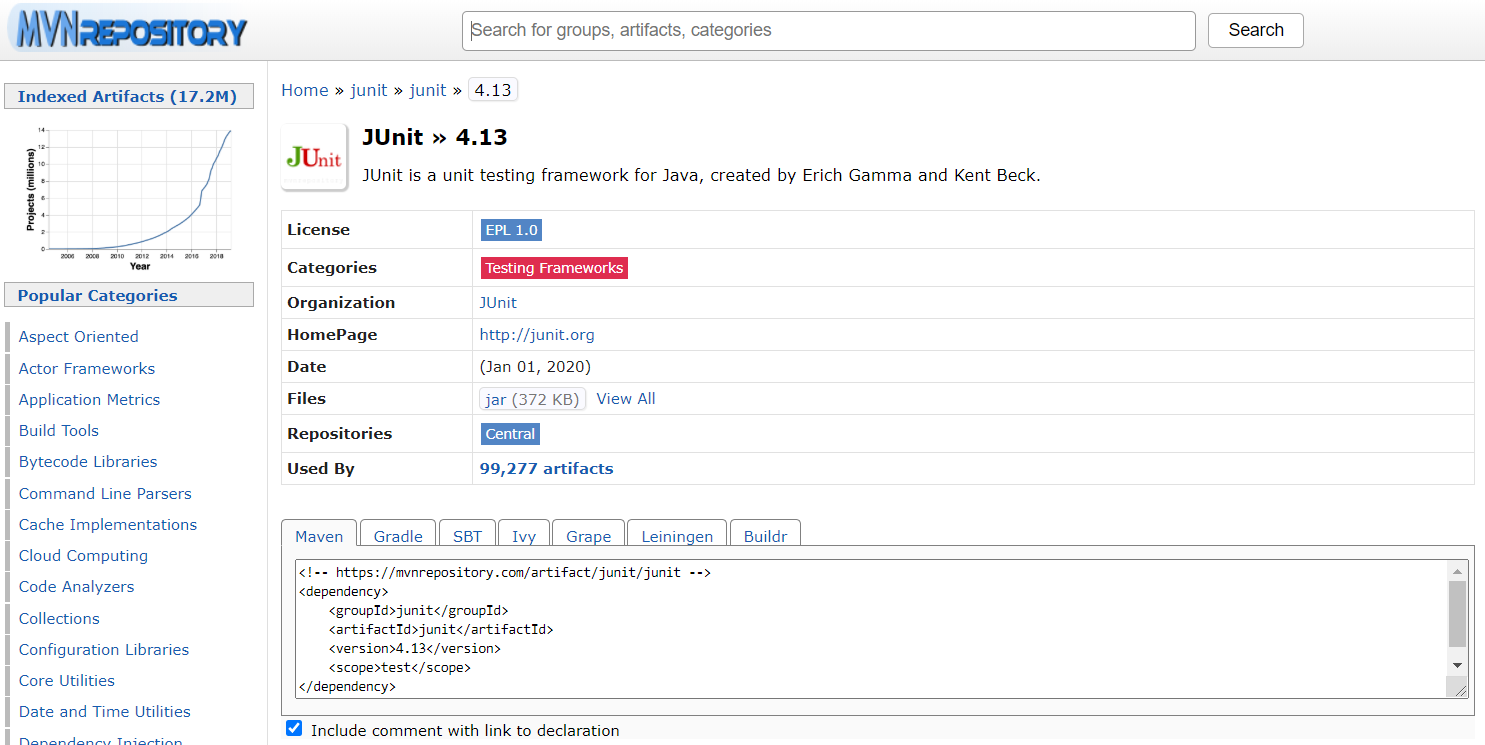 MVNREPOSITORY
Search for groups, artifacts, categories
Search
Indexed Artifacts (17.2M)
Projects (millions)
14
12
10
8
6
4
2
0
2006 2008 2010 2012 2014 2016 2018
Year
Popular Categories
Aspect Oriented
Actor Frameworks
Application Metrics
Build Tools
Bytecode Libraries
Command Line Parsers
Cache Implementations
Cloud Computing
Code Analyzers
Collections
Configuration Libraries
Core Utilities
Date and Time Utilities
Dependency Injection
Home » junit » junit » 4.13
JUnit
JUnit » 4.13
JUnit is a unit testing framework for Java, created by Erich Gamma and Kent Beck.
License EPL 1.0
Categories Testing Frameworks
Organization JUnit
HomePage http://junit.org
Date (Jan 01, 2020)
Files jar (372 KB) View All
Repositories Central
Used By 99,277 artifacts
Maven Gradle SBT Ivy Grape Leiningen Buildr
<!-- https://mvnrepository.com/artifact/junit/junit -->
<dependency>
    <groupId>junit</groupId>
    <artifactId>junit</artifactId>
    <version>4.13</version>
    <scope>test</scope>
</dependency>
Include comment with link to declaration